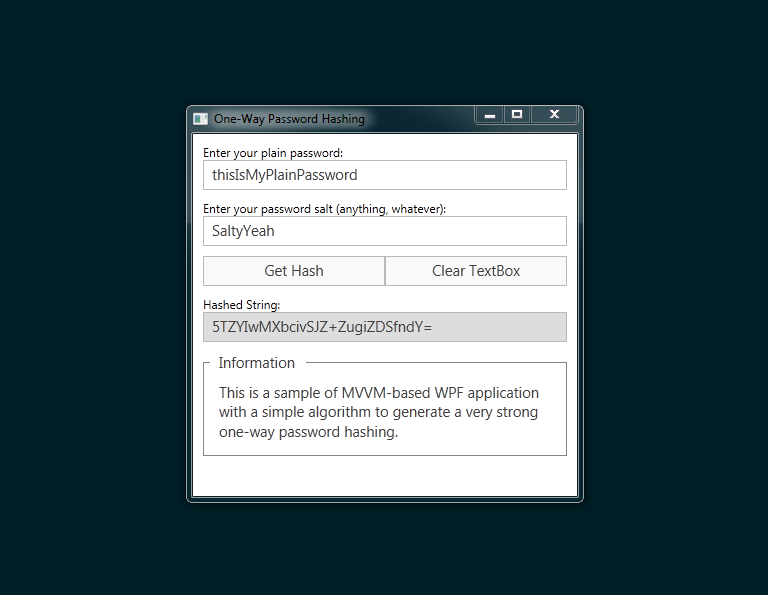 One-Way Password Hashing
Enter your plain password:
thisIsMyPlainPassword
Enter your password salt (anything, whatever):
SaltyYeah
Get Hash Clear TextBox
Hashed String:
5TZYIwMXbcivSJZ+ZugiZDSfndY=
Information
This is a sample of MVVM-based WPF application
with a simple algorithm to generate a very strong
one-way password hashing.